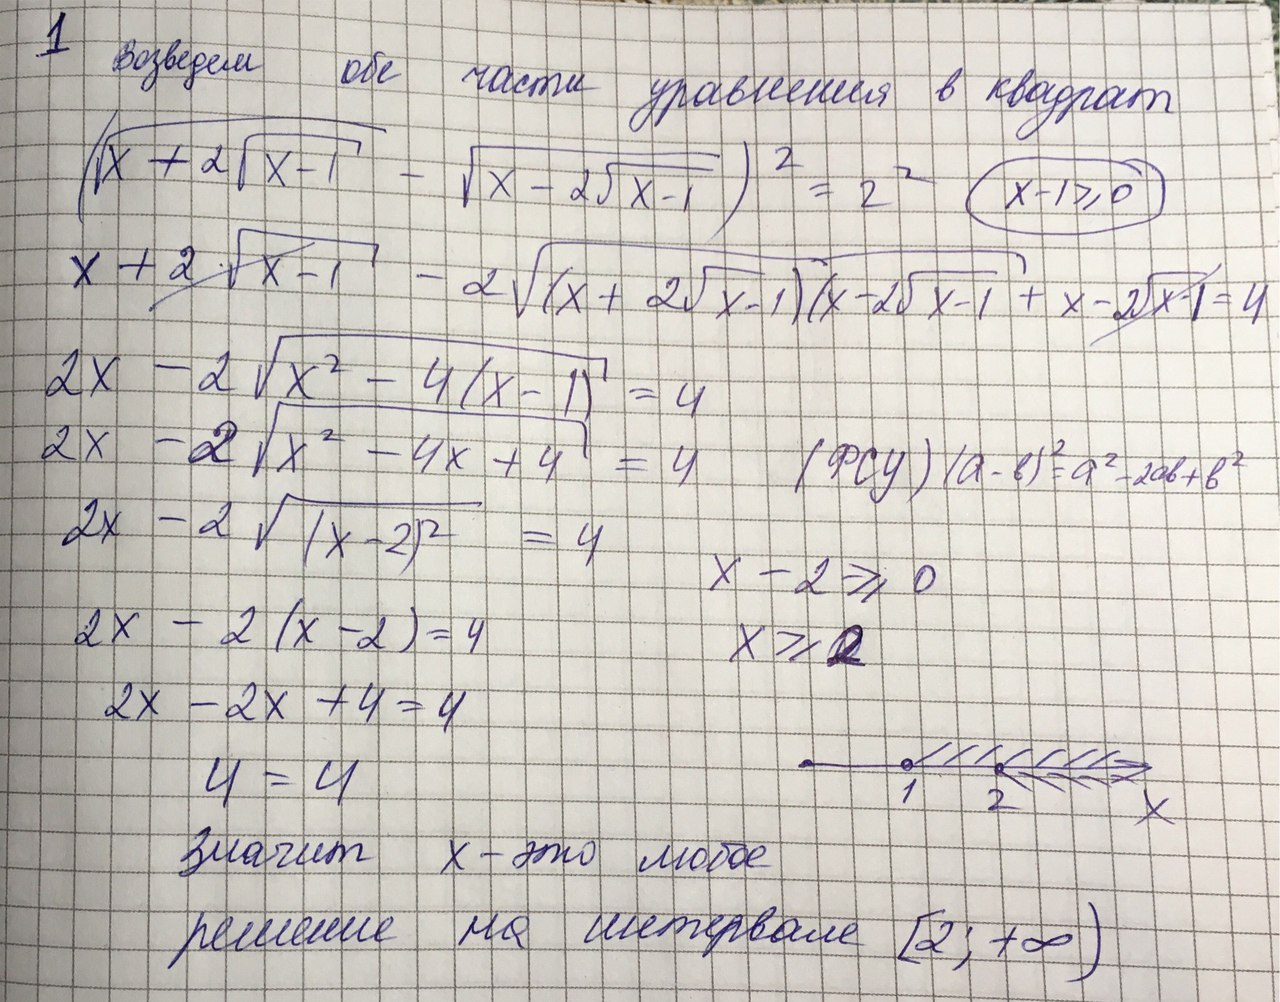 1
Возведем обе части уравнения в квадрат
(√(x + 2√(x-1)) - √(x - 2√(x-1)))² = 2² x-1⩾0
x + 2√(x-1) - 2√((x + 2√(x-1))(x-2√(x-1) + x-2√(x-1) = 4
2x - 2√(x² - 4(x-1)) = 4
2x - 2√(x² - 4x + 4) = 4 (ФСУ) (a-в)²=a²-2ав+в²
2x - 2√((x-2)²) = 4
x - 2 ⩾ 0
2x - 2(x-2) = 4
x ⩾ 2
2x - 2x + 4 = 4
4 = 4
1 2 x
Значит x - это любое
решение на интервале [2; +∞)